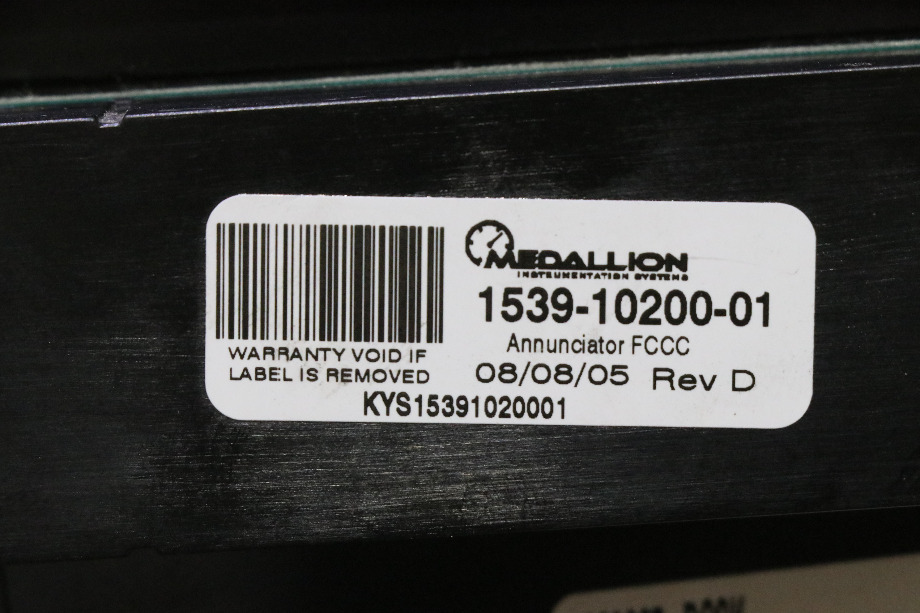 MEDALLION
INSTRUMENTATION SYSTEMS
1539-10200-01
Annunciator FCCC
08/08/05 Rev D
WARRANTY VOID IF
LABEL IS REMOVED
KYS15391020001